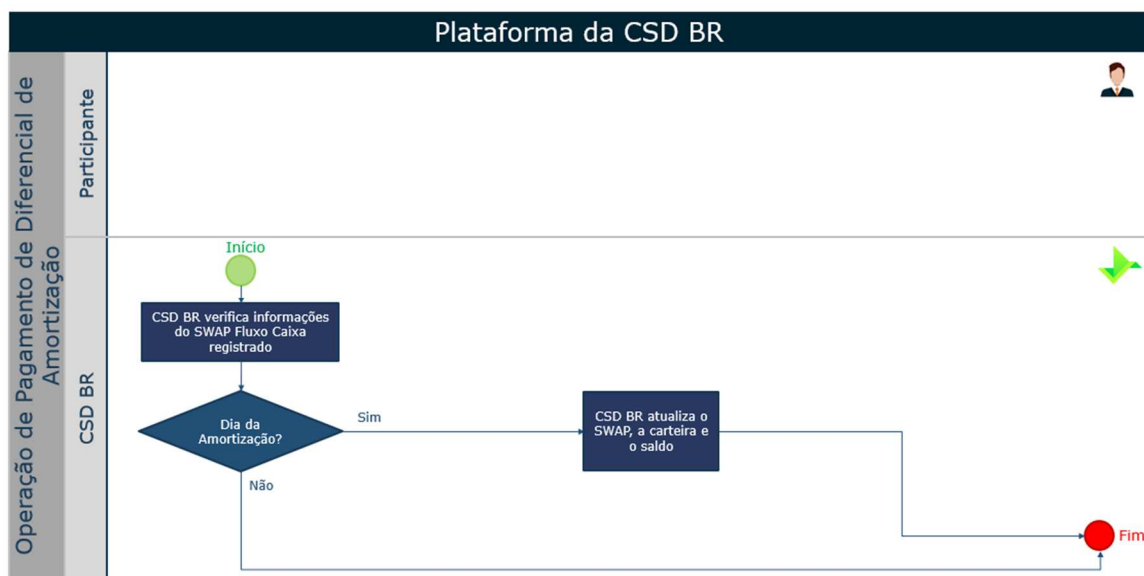 Plataforma da CSD BR
Operação de Pagamento de Diferencial de
Amortização
Participante
CSD BR
Início
CSD BR verifica informações
do SWAP Fluxo Caixa
registrado
Dia da
Amortização?
Sim
Não
CSD BR atualiza o
SWAP, a carteira e
o saldo
Fim